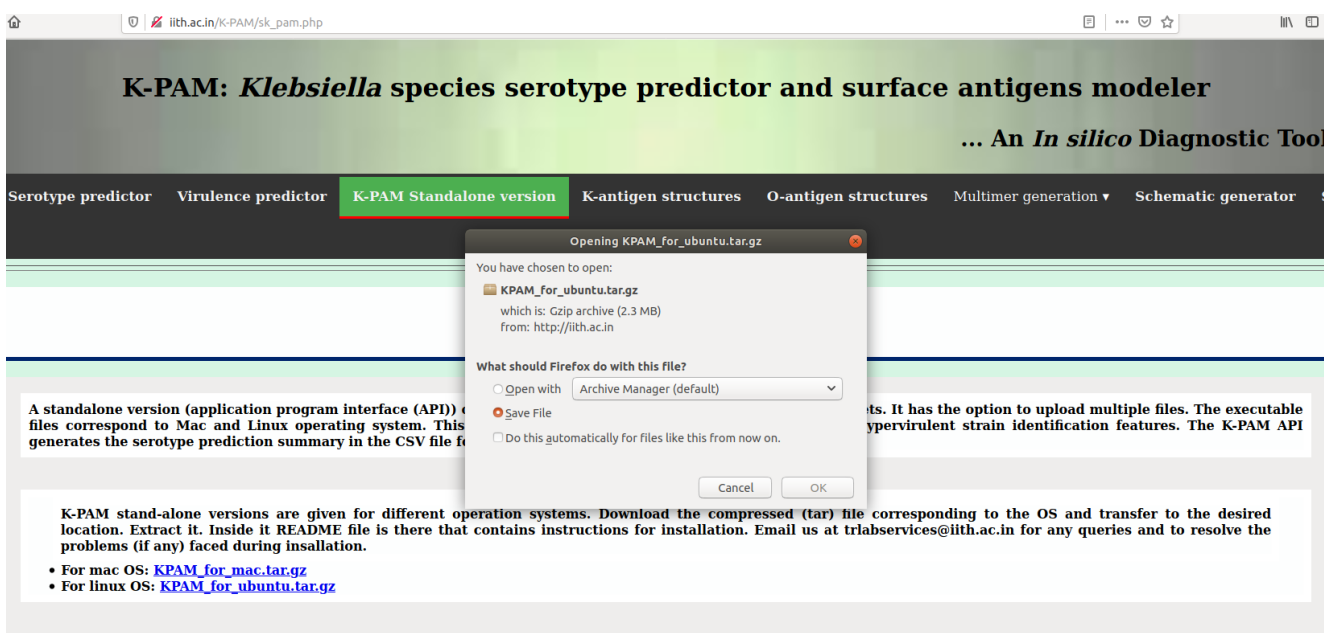 iith.ac.in/K-PAM/sk_pam.php
K-PAM: Klebsiella species serotype predictor and surface antigens modeler
... An In silico Diagnostic Tool
Serotype predictor Virulence predictor K-PAM Standalone version K-antigen structures O-antigen structures Multimer generation ▾ Schematic generator
Opening KPAM_for_ubuntu.tar.gz
You have chosen to open:
KPAM_for_ubuntu.tar.gz
which is: Gzip archive (2.3 MB)
from: http://iith.ac.in
What should Firefox do with this file?
Open with Archive Manager (default)
Save File
Do this automatically for files like this from now on.
Cancel OK
A standalone version (application program interface (API)) ts. It has the option to upload multiple files. The executable
files correspond to Mac and Linux operating system. This ypervirulent strain identification features. The K-PAM API
generates the serotype prediction summary in the CSV file
K-PAM stand-alone versions are given for different operation systems. Download the compressed (tar) file corresponding to the OS and transfer to the desired
location. Extract it. Inside it README file is there that contains instructions for installation. Email us at trlabservices@iith.ac.in for any queries and to resolve the
problems (if any) faced during insallation.
• For mac OS: KPAM_for_mac.tar.gz
• For linux OS: KPAM_for_ubuntu.tar.gz